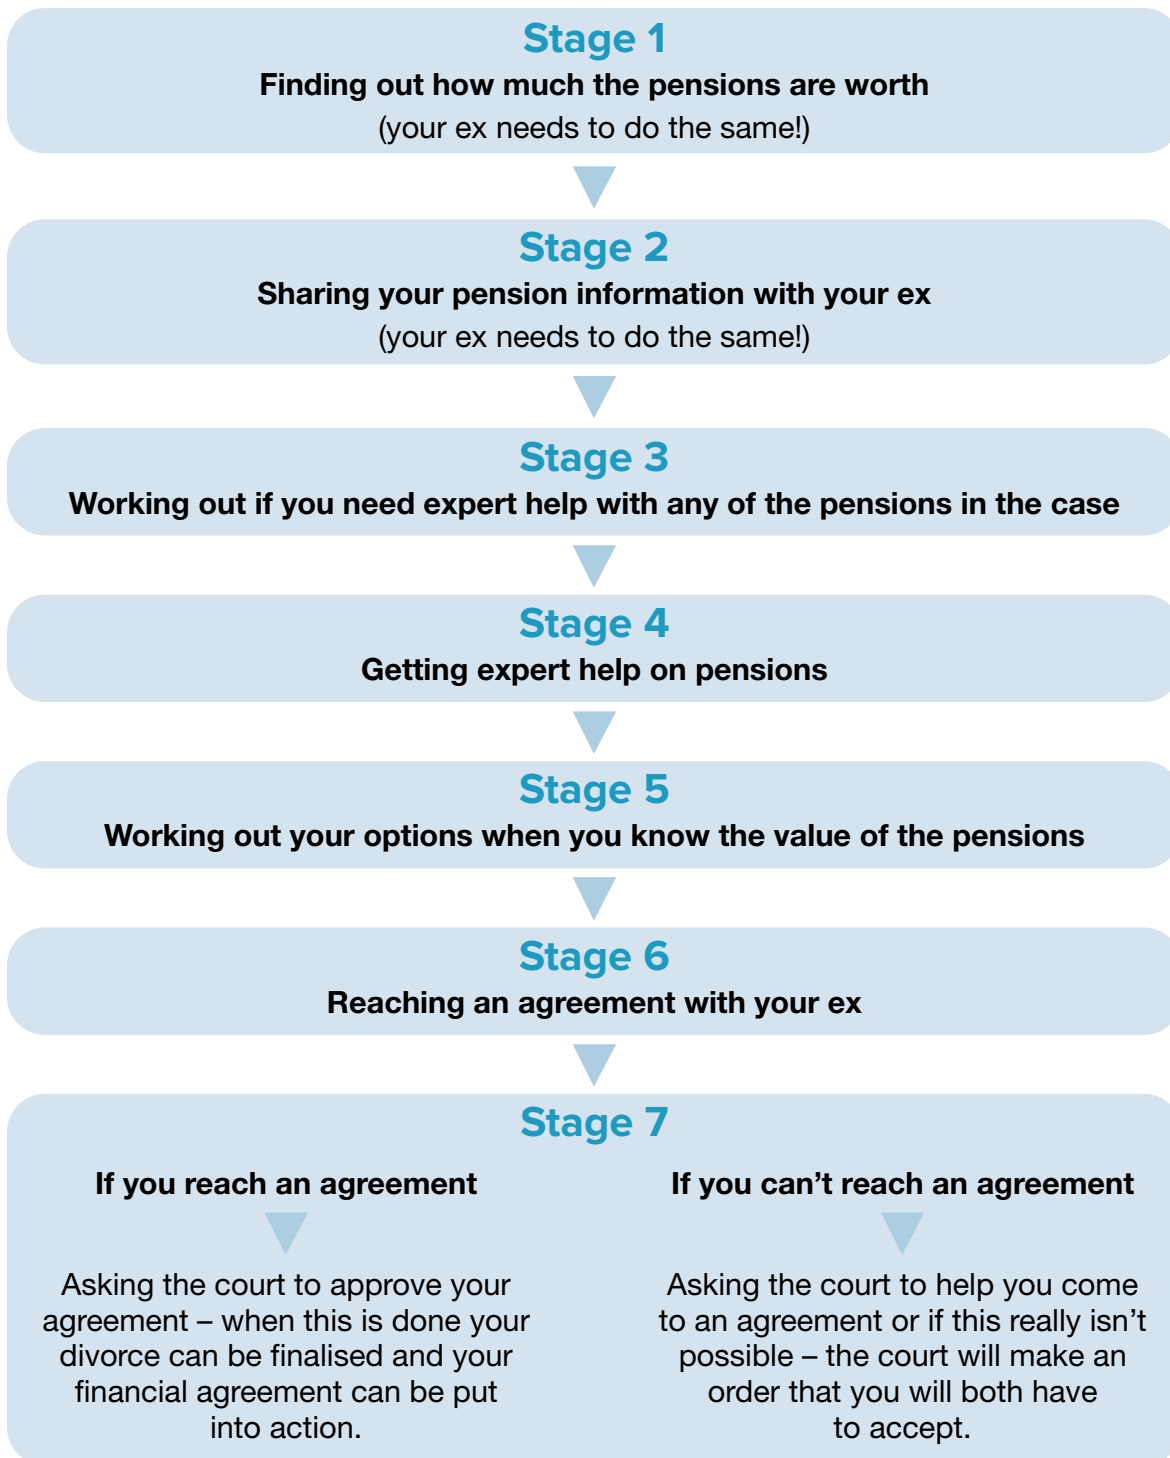 Stage 1
Finding out how much the pensions are worth
(your ex needs to do the same!)
Stage 2
Sharing your pension information with your ex
(your ex needs to do the same!)
Stage 3
Working out if you need expert help with any of the pensions in the case
Stage 4
Getting expert help on pensions
Stage 5
Working out your options when you know the value of the pensions
Stage 6
Reaching an agreement with your ex
Stage 7
If you reach an agreement
Asking the court to approve your
agreement – when this is done your
divorce can be finalised and your
financial agreement can be put
into action.
If you can’t reach an agreement
Asking the court to help you come
to an agreement or if this really isn’t
possible – the court will make an
order that you will both have
to accept.